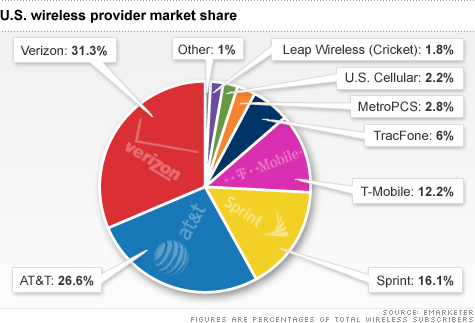 U.S. wireless provider market share
Verizon: 31.3%
Other: 1%
Leap Wireless (Cricket): 1.8%
U.S. Cellular: 2.2%
MetroPCS: 2.8%
TracFone: 6%
T-Mobile: 12.2%
Sprint: 16.1%
AT&T: 26.6%
verizon
T··Mobile·
Sprint
at&t
SOURCE: EMARKETER
FIGURES ARE PERCENTAGES OF TOTAL WIRELESS SUBSCRIBERS